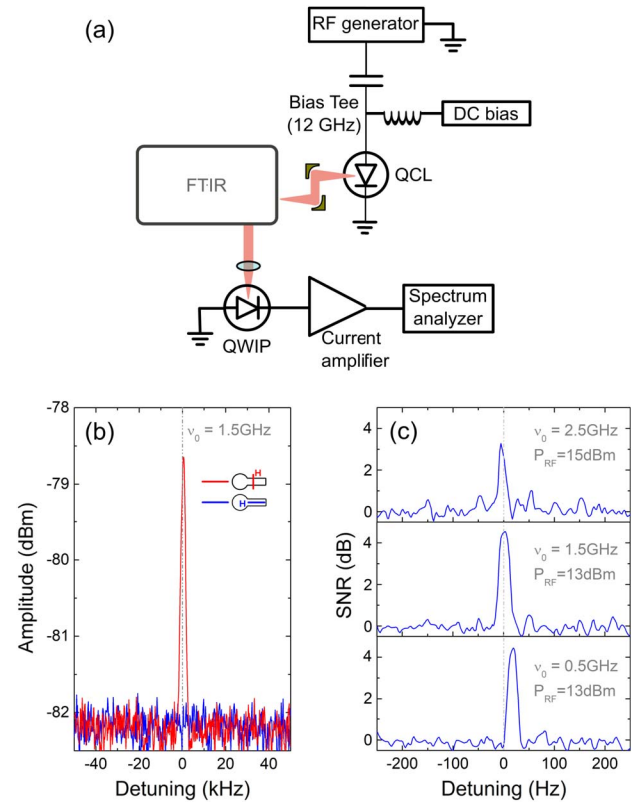 (a)
RF generator
Bias Tee
(12 GHz)
DC bias
QCL
FTIR
QWIP
Current
amplifier
Spectrum
analyzer
(b)
ν₀ = 1.5GHz
H
H
-78
-79
-80
-81
-82
Amplitude (dBm)
-40 -20 0 20 40
Detuning (kHz)
(c)
ν₀ = 2.5GHz
P_RF=15dBm
4
2
0
ν₀ = 1.5GHz
P_RF=13dBm
4
2
0
ν₀ = 0.5GHz
P_RF=13dBm
4
2
0
SNR (dB)
-200 -100 0 100 200
Detuning (Hz)